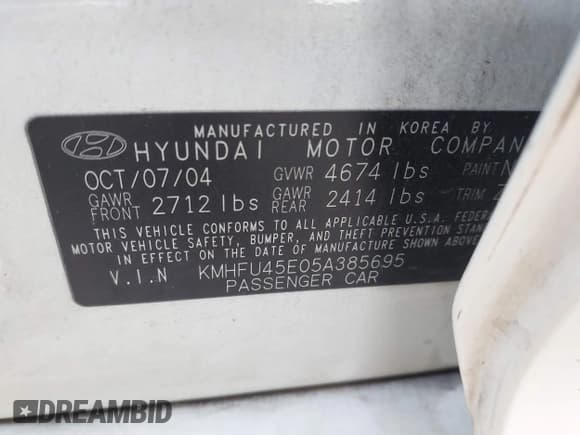 MANUFACTURED IN KOREA BY
HYUNDAI MOTOR COMPAN
OCT/07/04 GVWR 4674 lbs PAINT N
GAWR FRONT 2712 lbs GAWR REAR 2414 lbs TRIM Z
THIS VEHICLE CONFORMS TO ALL APPLICABLE U.S.A. FEDER
MOTOR VEHICLE SAFETY, BUMPER, AND THEFT PREVENTION STAN
IN EFFECT ON THE DATE OF MANUFACTURE SHOWN ABOVE
V.I.N KMHFU45E05A385695
PASSENGER CAR
DREAMBID